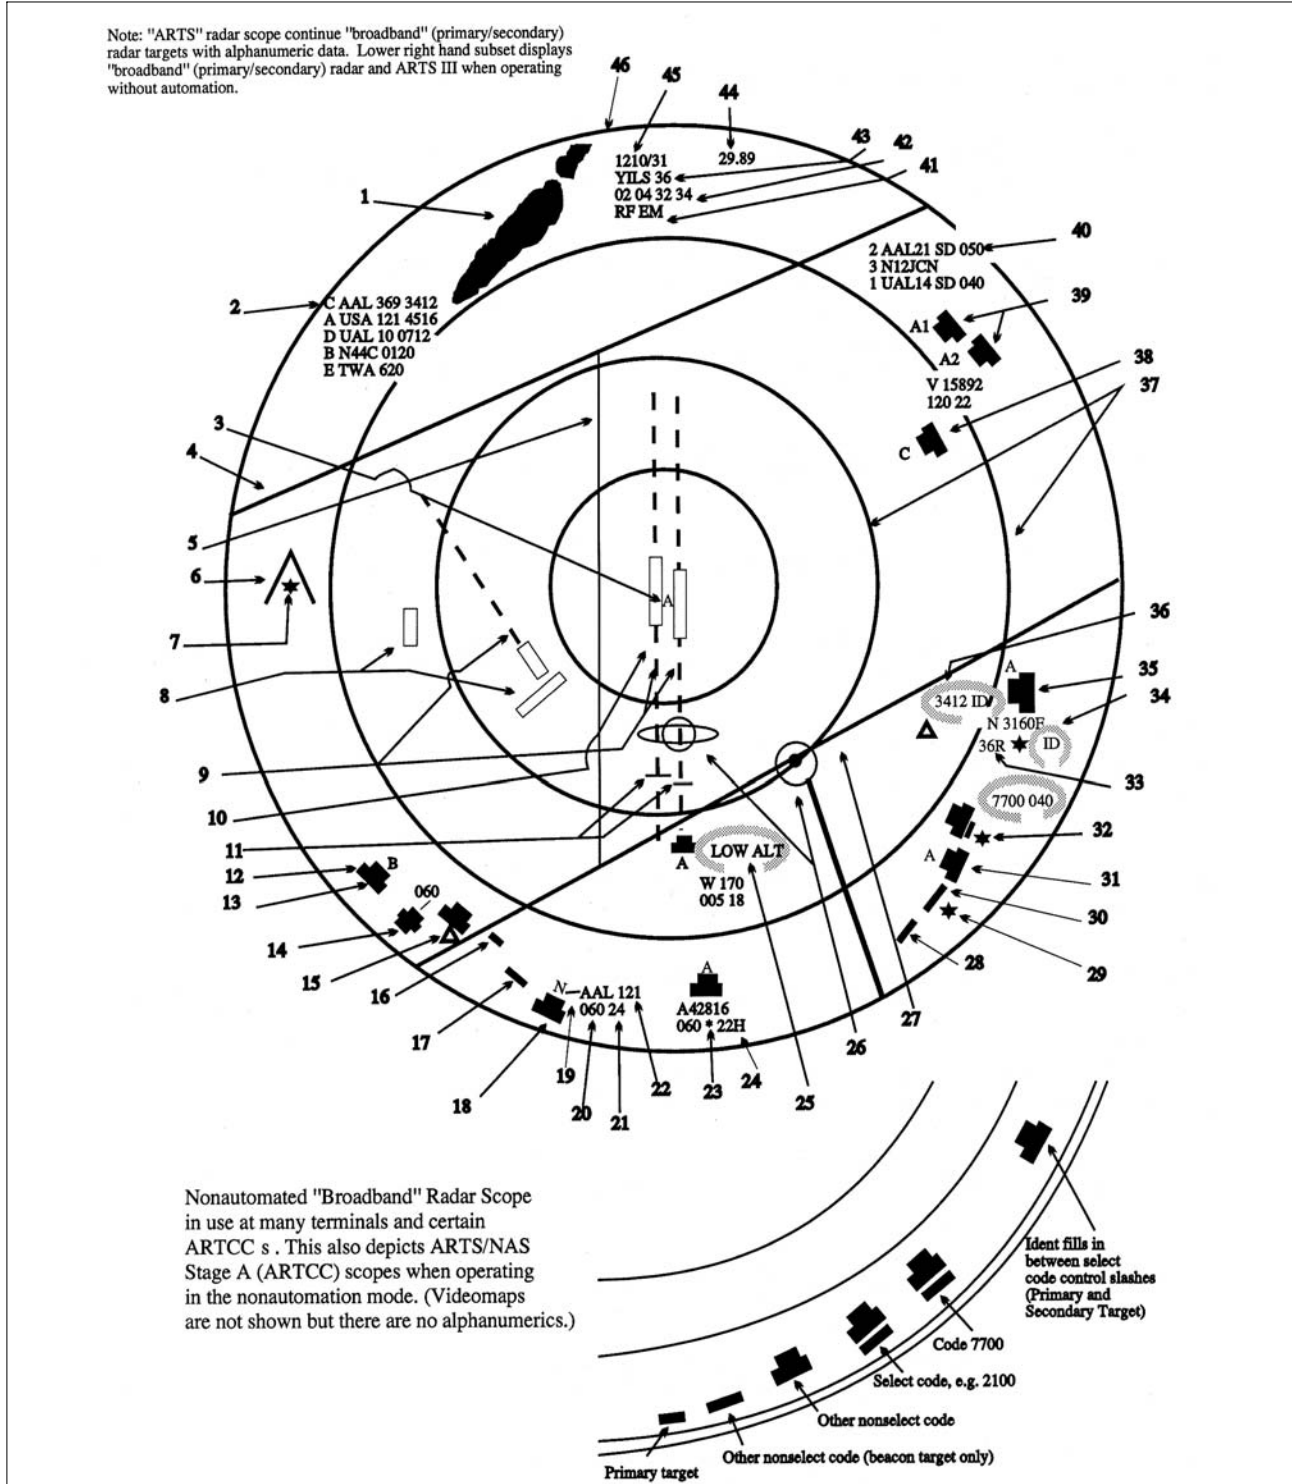 Note: "ARTS" radar scope continue "broadband" (primary/secondary)
radar targets with alphanumeric data. Lower right hand subset displays
"broadband" (primary/secondary) radar and ARTS III when operating
without automation.
46
45
44
43
42
41
1210/31
29.89
YILS 36
02 04 32 34
RF EM
1
40
2 AAL21 SD 050
3 N12JCN
1 UAL14 SD 040
2
C AAL 369 3412
A USA 121 4516
D UAL 10 0712
B N44C 0120
E TWA 620
39
A1
A2
38
V 15892
120 22
37
C
3
4
5
6
7
A
36
8
A
35
3412 ID
34
N 3160F
36R
ID
33
9
7700 040
10
32
11
A
LOW ALT
A
31
12
B
W 170
005 18
13
060
30
14
15
28
29
16
A
N
AAL 121
060 24
A42816
060 * 22H
27
17
26
18
19
20
21
22
23
24
25
Nonautomated "Broadband" Radar Scope
in use at many terminals and certain
ARTCC s . This also depicts ARTS/NAS
Stage A (ARTCC) scopes when operating
in the nonautomation mode. (Videomaps
are not shown but there are no alphanumerics.)
Ident fills in
between select
code control slashes
(Primary and
Secondary Target)
Code 7700
Select code, e.g. 2100
Other nonselect code
Other nonselect code (beacon target only)
Primary target